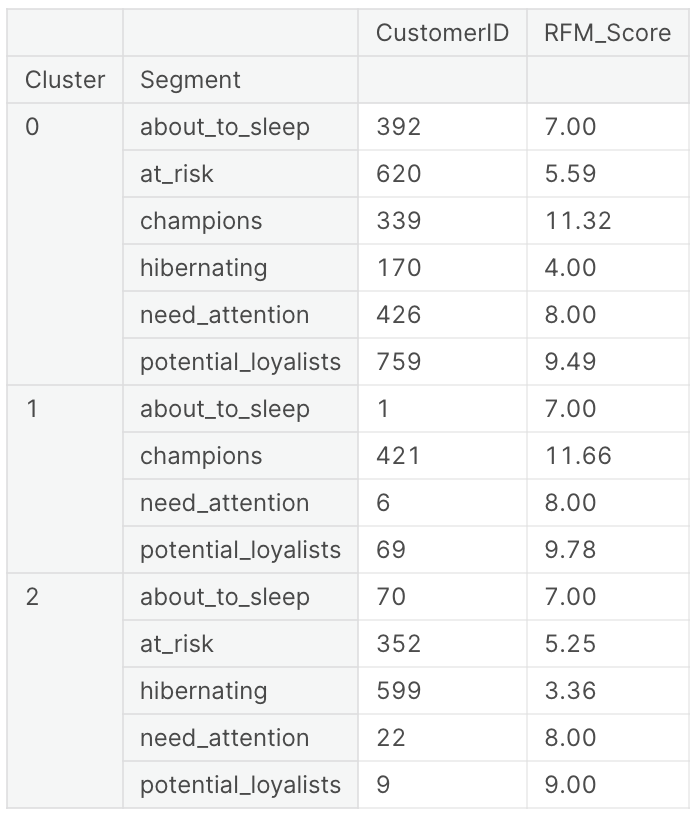 CustomerID RFM_Score
Cluster Segment
0 about_to_sleep 392 7.00
at_risk 620 5.59
champions 339 11.32
hibernating 170 4.00
need_attention 426 8.00
potential_loyalists 759 9.49
1 about_to_sleep 1 7.00
champions 421 11.66
need_attention 6 8.00
potential_loyalists 69 9.78
2 about_to_sleep 70 7.00
at_risk 352 5.25
hibernating 599 3.36
need_attention 22 8.00
potential_loyalists 9 9.00